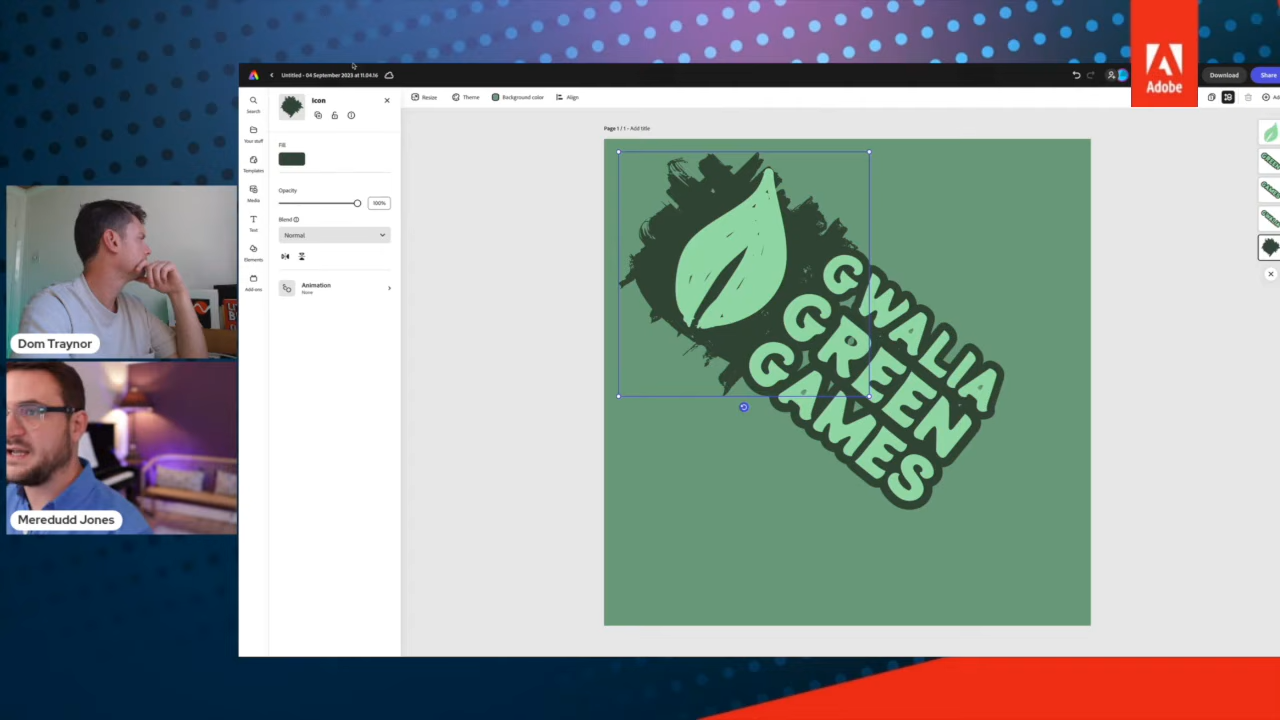 Adobe
Untitled - 04 September 2023 at 11.04.16
Download
Share
Search
Your stuff
Templates
Media
Text
Elements
Add-ons
Icon
Fill
Opacity
100%
Blend
Normal
Animation
None
Resize
Theme
Background color
Align
Page 1 / 1 - Add title
GWALIA
GREEN
GAMES
GREEN
GAMES
Dom Traynor
Meredudd Jones